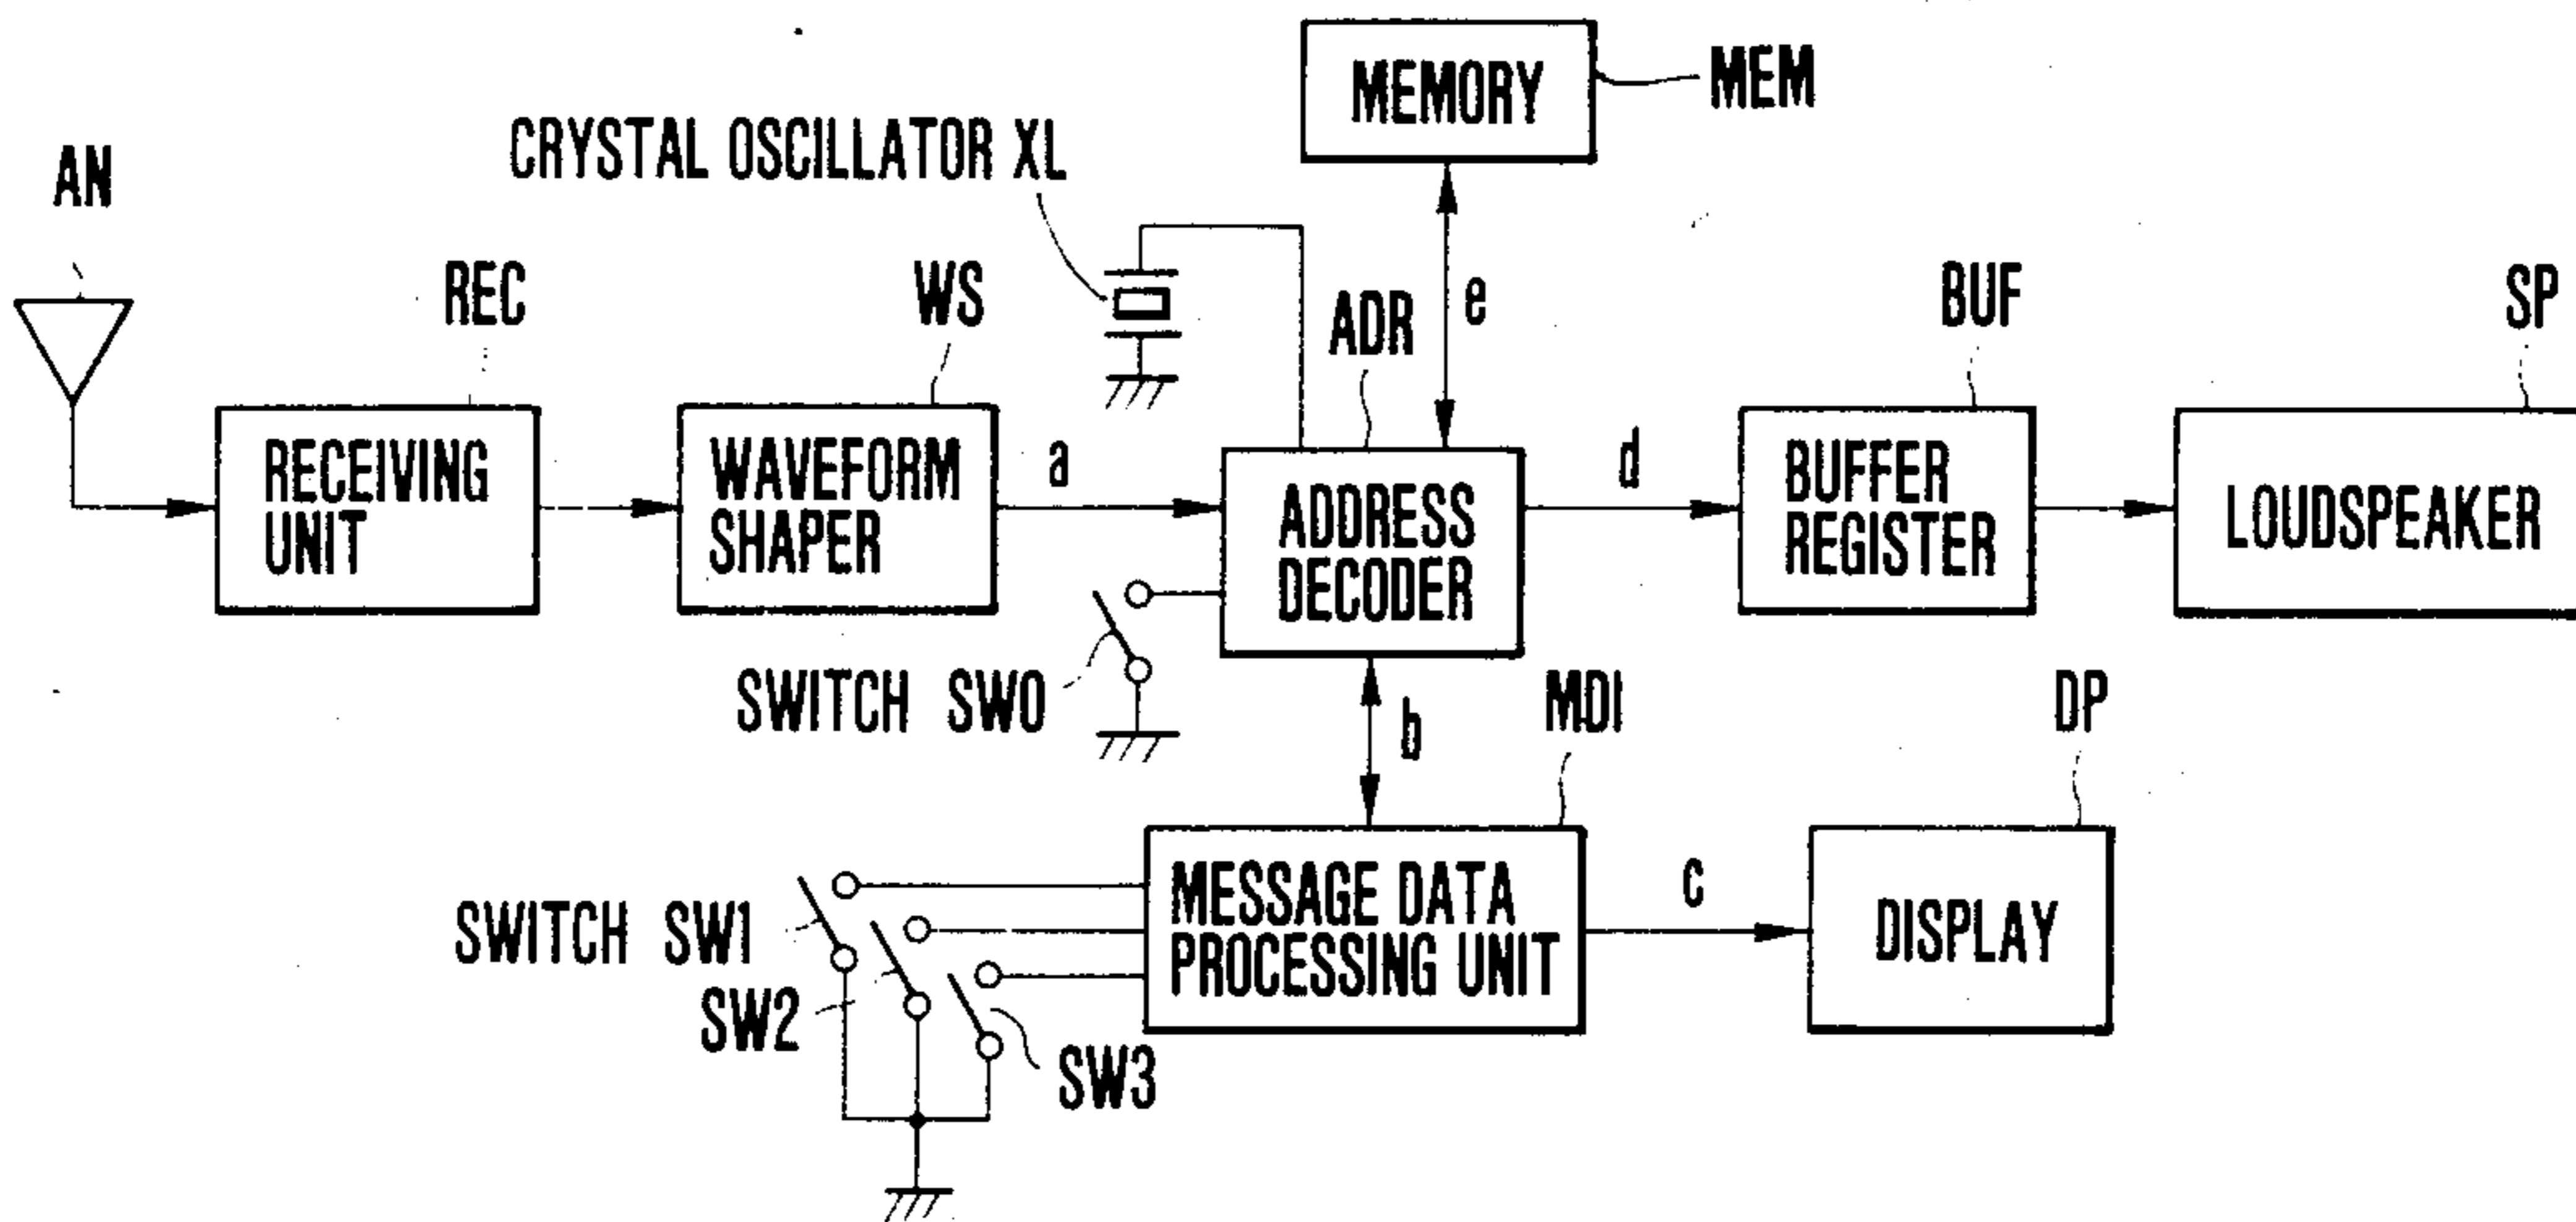 MEMORY
MEM
CRYSTAL OSCILLATOR XL
AN
REC
WS
ADR
e
BUF
SP
RECEIVING
UNIT
WAVEFORM
SHAPER
a
ADDRESS
DECODER
d
BUFFER
REGISTER
LOUDSPEAKER
SWITCH SW0
b
MDI
DP
SWITCH SW1
SW2
SW3
MESSAGE DATA
PROCESSING UNIT
c
DISPLAY